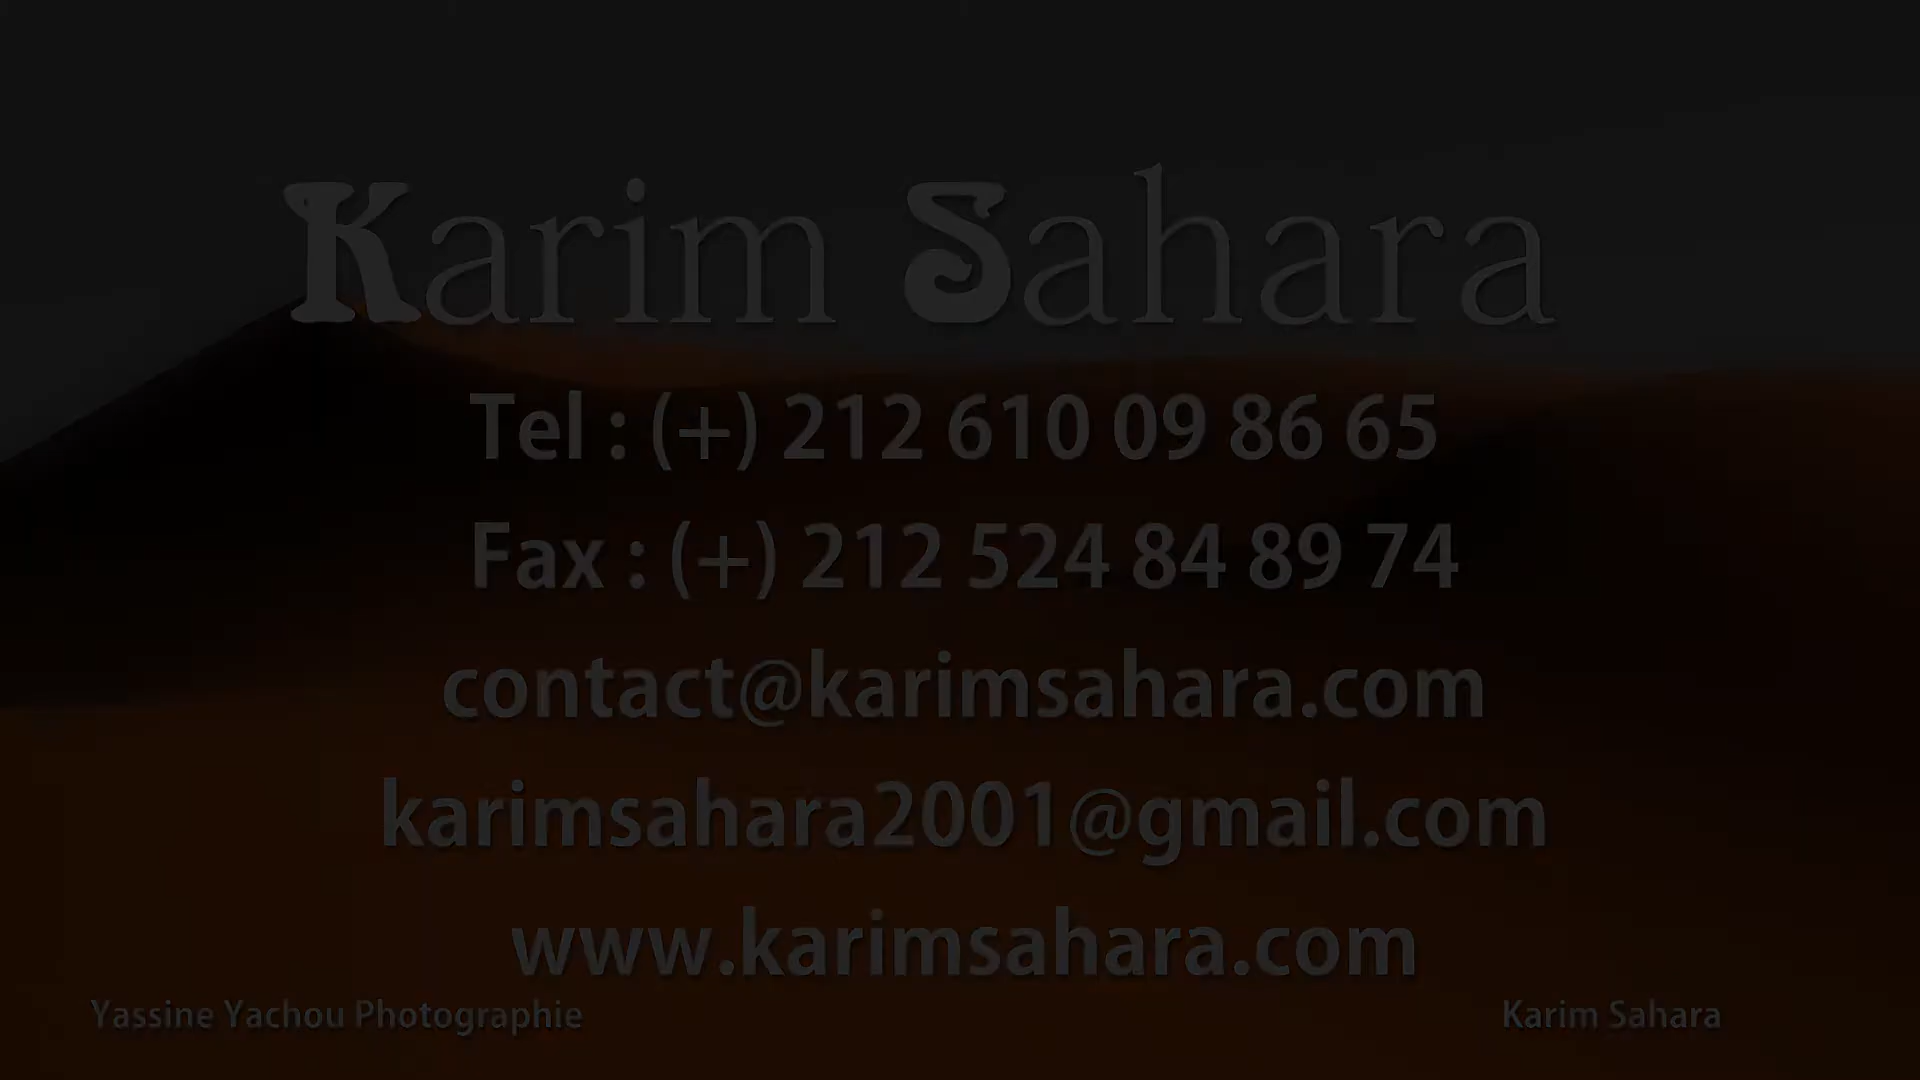 Karim Sahara
Tel : (+) 212 610 09 86 65
Fax : (+) 212 524 84 89 74
contact@karimsahara.com
karimsahara2001@gmail.com
www.karimsahara.com
Yassine Yachou Photographie
Karim Sahara